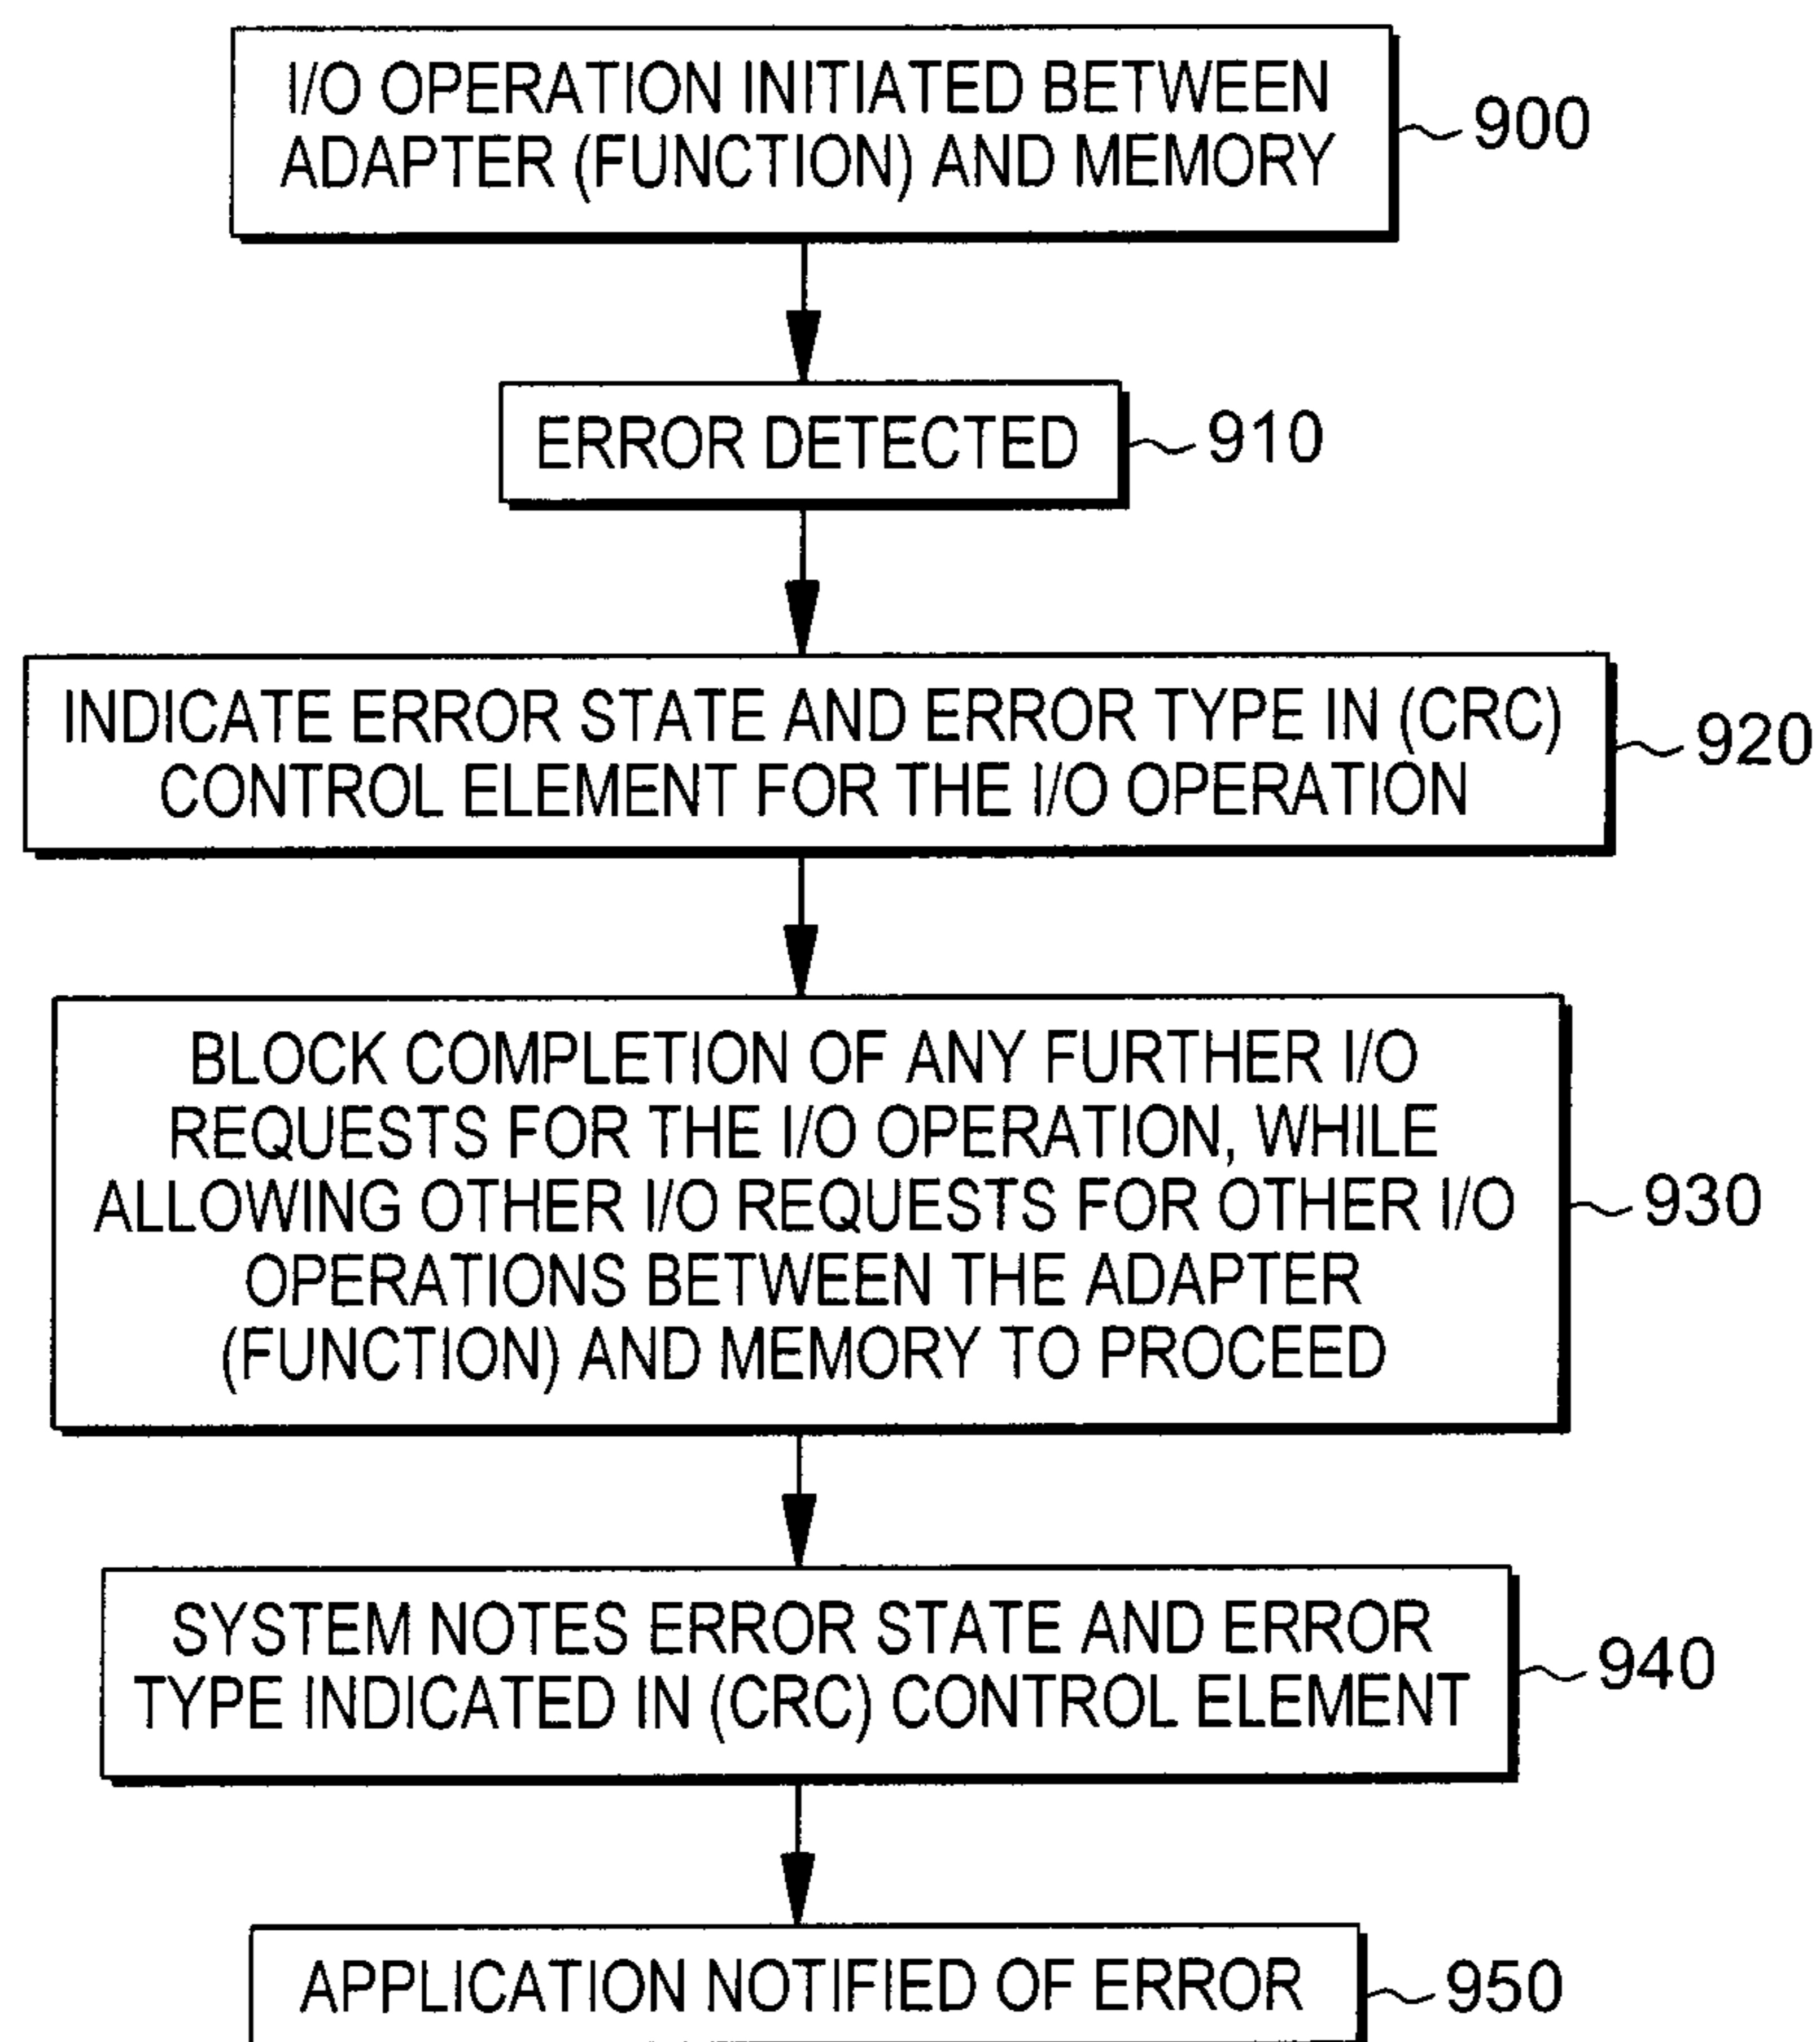 I/O OPERATION INITIATED BETWEEN
ADAPTER (FUNCTION) AND MEMORY
900
ERROR DETECTED
910
INDICATE ERROR STATE AND ERROR TYPE IN (CRC)
CONTROL ELEMENT FOR THE I/O OPERATION
920
BLOCK COMPLETION OF ANY FURTHER I/O
REQUESTS FOR THE I/O OPERATION, WHILE
ALLOWING OTHER I/O REQUESTS FOR OTHER I/O
OPERATIONS BETWEEN THE ADAPTER
(FUNCTION) AND MEMORY TO PROCEED
930
SYSTEM NOTES ERROR STATE AND ERROR
TYPE INDICATED IN (CRC) CONTROL ELEMENT
940
APPLICATION NOTIFIED OF ERROR
950